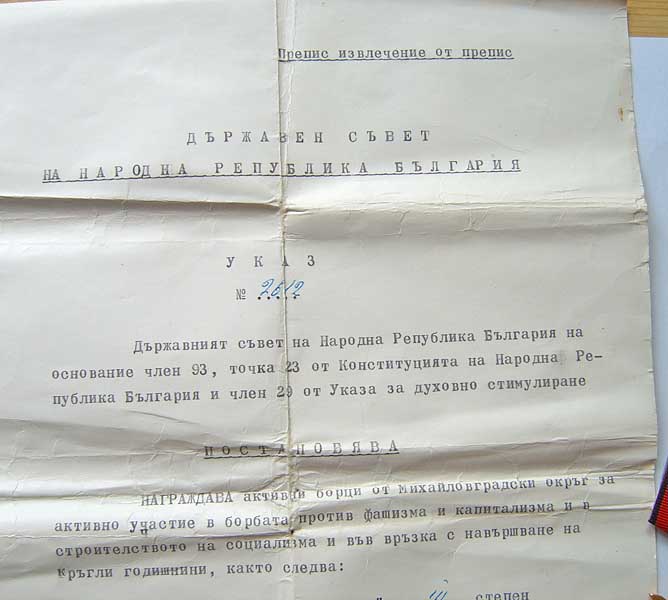 Препис извлечение от препис
ДЪРЖАВЕН СЪВЕТ
НА НАРОДНА РЕПУБЛИКА БЪЛГАРИЯ
УКАЗ
№ 2612
Държавният съвет на Народна Република България на
основание член 93, точка 23 от Конституцията на Народна Ре-
публика България и член 29 от Указа за духовно стимулиране
ПОСТАНОВЯВА
НАГРАЖДАВА активни борци от Михайловградски окръг за
активно участие в борбата против фашизма и капитализма и в
строителството на социализма и във връзка с навършване на
кръгли годишнини, както следва:
III степен